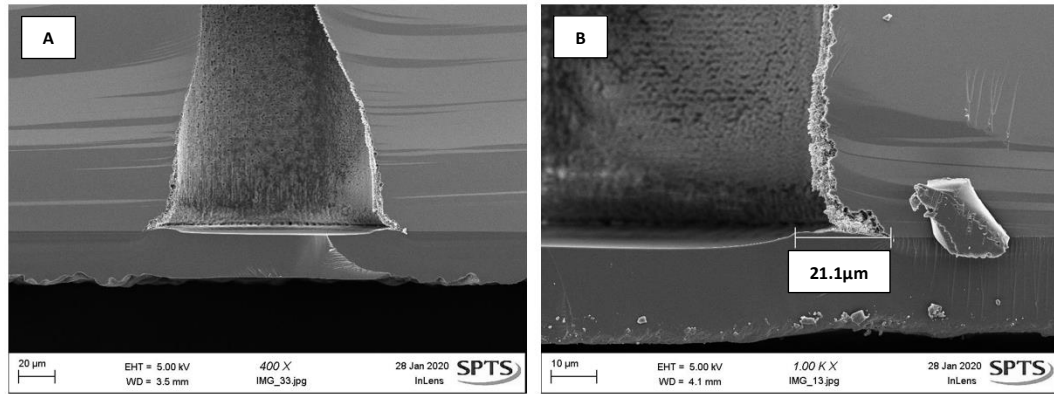 A
20 µm
EHT = 5.00 kV
WD = 3.5 mm
400 X
IMG_33.jpg
28 Jan 2020
InLens
SPTS
B
21.1µm
10 µm
EHT = 5.00 kV
WD = 4.1 mm
1.00 K X
IMG_13.jpg
28 Jan 2020
InLens
SPTS